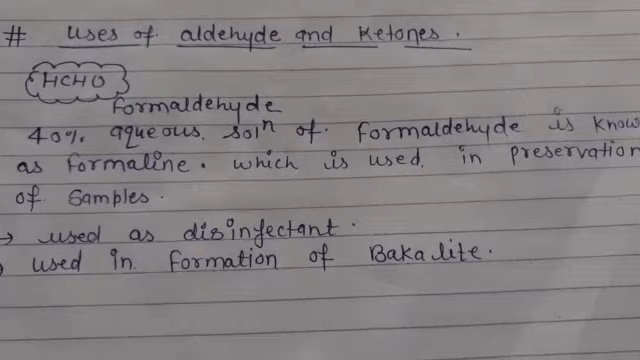 # Uses of aldehyde and Ketones.
HCHO
Formaldehyde
40% aqueous. solⁿ of. formaldehyde is know
as formaline. which is used. in preservation
of Samples.
→ used as disinfectant.
used in formation of Bakalite.